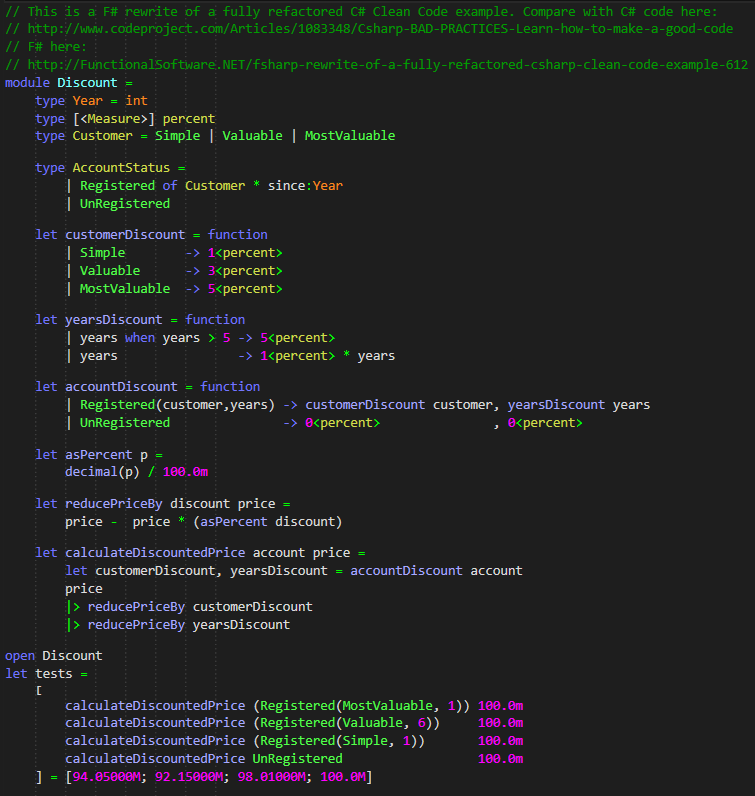 // This is a F# rewrite of a fully refactored C# Clean Code example. Compare with C# code here:
// http://www.codeproject.com/Articles/1083348/Csharp-BAD-PRACTICES-Learn-how-to-make-a-good-code
// F# here:
// http://FunctionalSoftware.NET/fsharp-rewrite-of-a-fully-refactored-csharp-clean-code-example-612
module Discount =
    type Year = int
    type [<Measure>] percent
    type Customer = Simple | Valuable | MostValuable

    type AccountStatus =
        | Registered of Customer * since:Year
        | UnRegistered

    let customerDiscount = function
        | Simple        -> 1<percent>
        | Valuable      -> 3<percent>
        | MostValuable  -> 5<percent>

    let yearsDiscount = function
        | years when years > 5 -> 5<percent>
        | years                -> 1<percent> * years

    let accountDiscount = function
        | Registered(customer,years) -> customerDiscount customer, yearsDiscount years
        | UnRegistered               -> 0<percent>               , 0<percent>

    let asPercent p =
        decimal(p) / 100.0m

    let reducePriceBy discount price =
        price -  price * (asPercent discount)

    let calculateDiscountedPrice account price =
        let customerDiscount, yearsDiscount = accountDiscount account
        price
        |> reducePriceBy customerDiscount
        |> reducePriceBy yearsDiscount

open Discount
let tests =
    [
        calculateDiscountedPrice (Registered(MostValuable, 1)) 100.0m
        calculateDiscountedPrice (Registered(Valuable, 6))     100.0m
        calculateDiscountedPrice (Registered(Simple, 1))       100.0m
        calculateDiscountedPrice UnRegistered                  100.0m
    ] = [94.05000M; 92.15000M; 98.01000M; 100.0M]